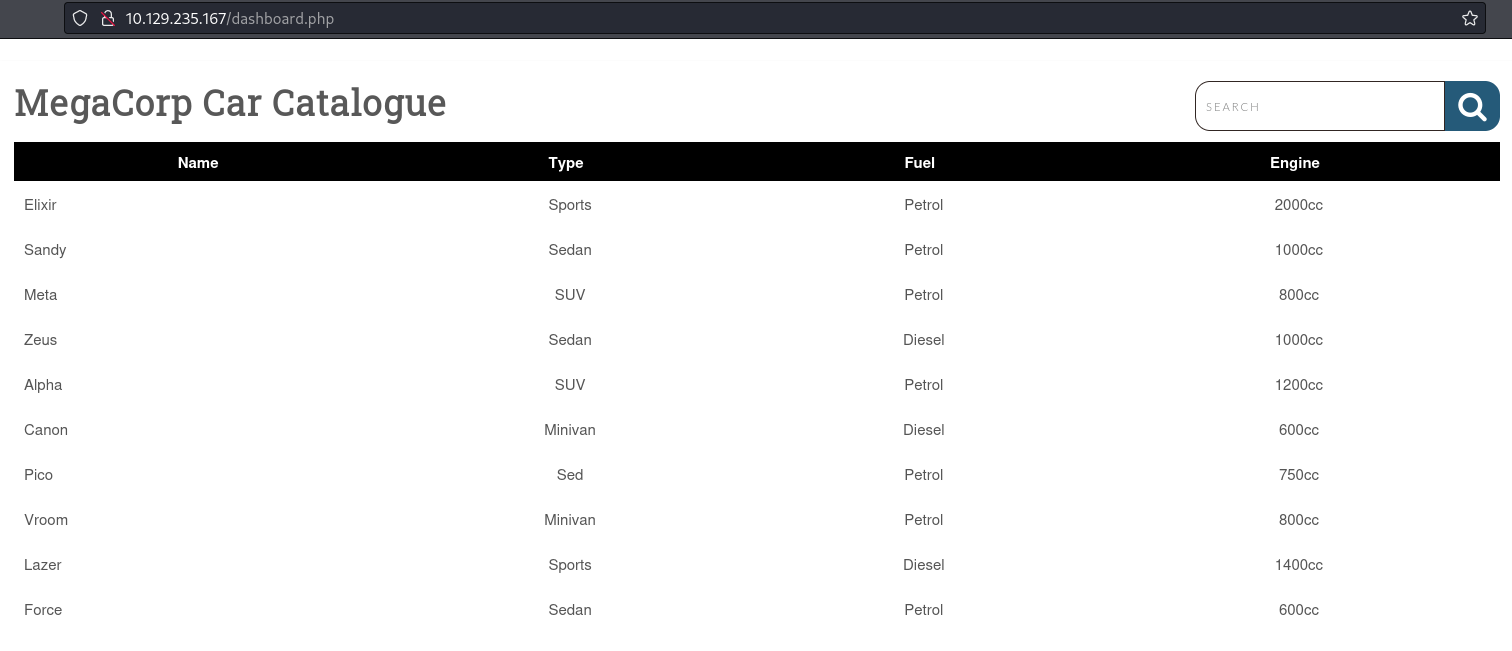 10.129.235.167/dashboard.php
MegaCorp Car Catalogue
SEARCH
Name Type Fuel Engine
Elixir Sports Petrol 2000cc
Sandy Sedan Petrol 1000cc
Meta SUV Petrol 800cc
Zeus Sedan Diesel 1000cc
Alpha SUV Petrol 1200cc
Canon Minivan Diesel 600cc
Pico Sed Petrol 750cc
Vroom Minivan Petrol 800cc
Lazer Sports Diesel 1400cc
Force Sedan Petrol 600cc